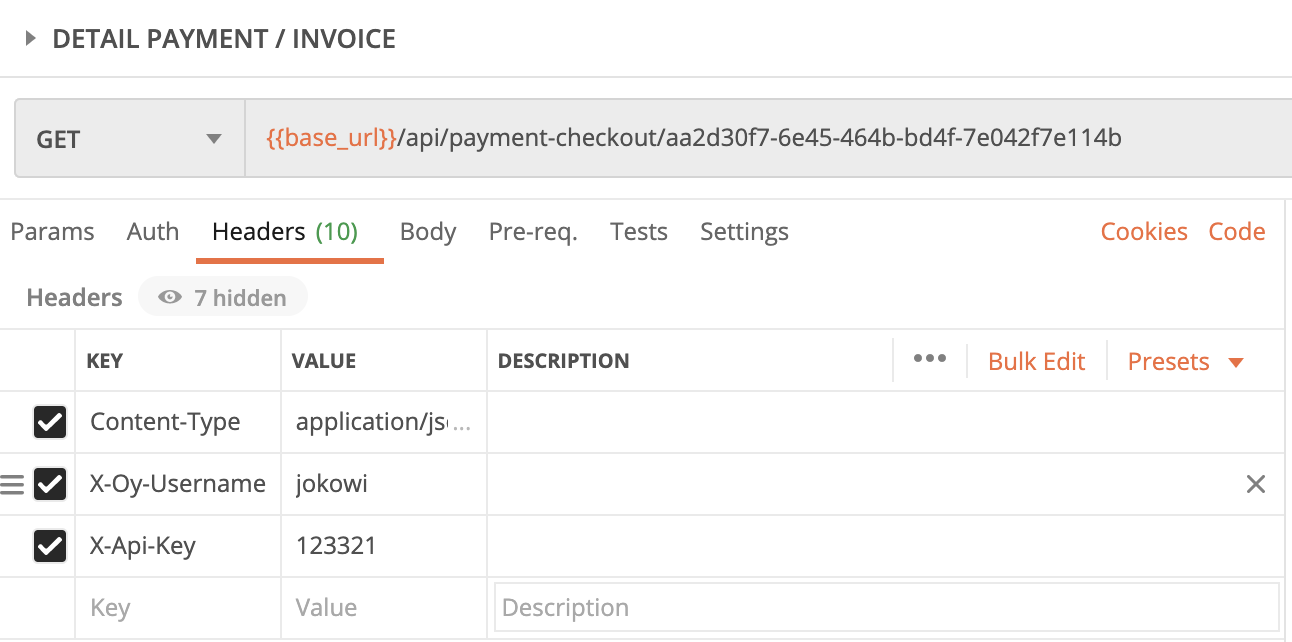 DETAIL PAYMENT / INVOICE
GET {{base_url}}/api/payment-checkout/aa2d30f7-6e45-464b-bd4f-7e042f7e114b
Params Auth Headers (10) Body Pre-req. Tests Settings Cookies Code
Headers 7 hidden
KEY VALUE DESCRIPTION ••• Bulk Edit Presets
Content-Type application/js...
X-Oy-Username jokowi
X-Api-Key 123321
Key Value Description